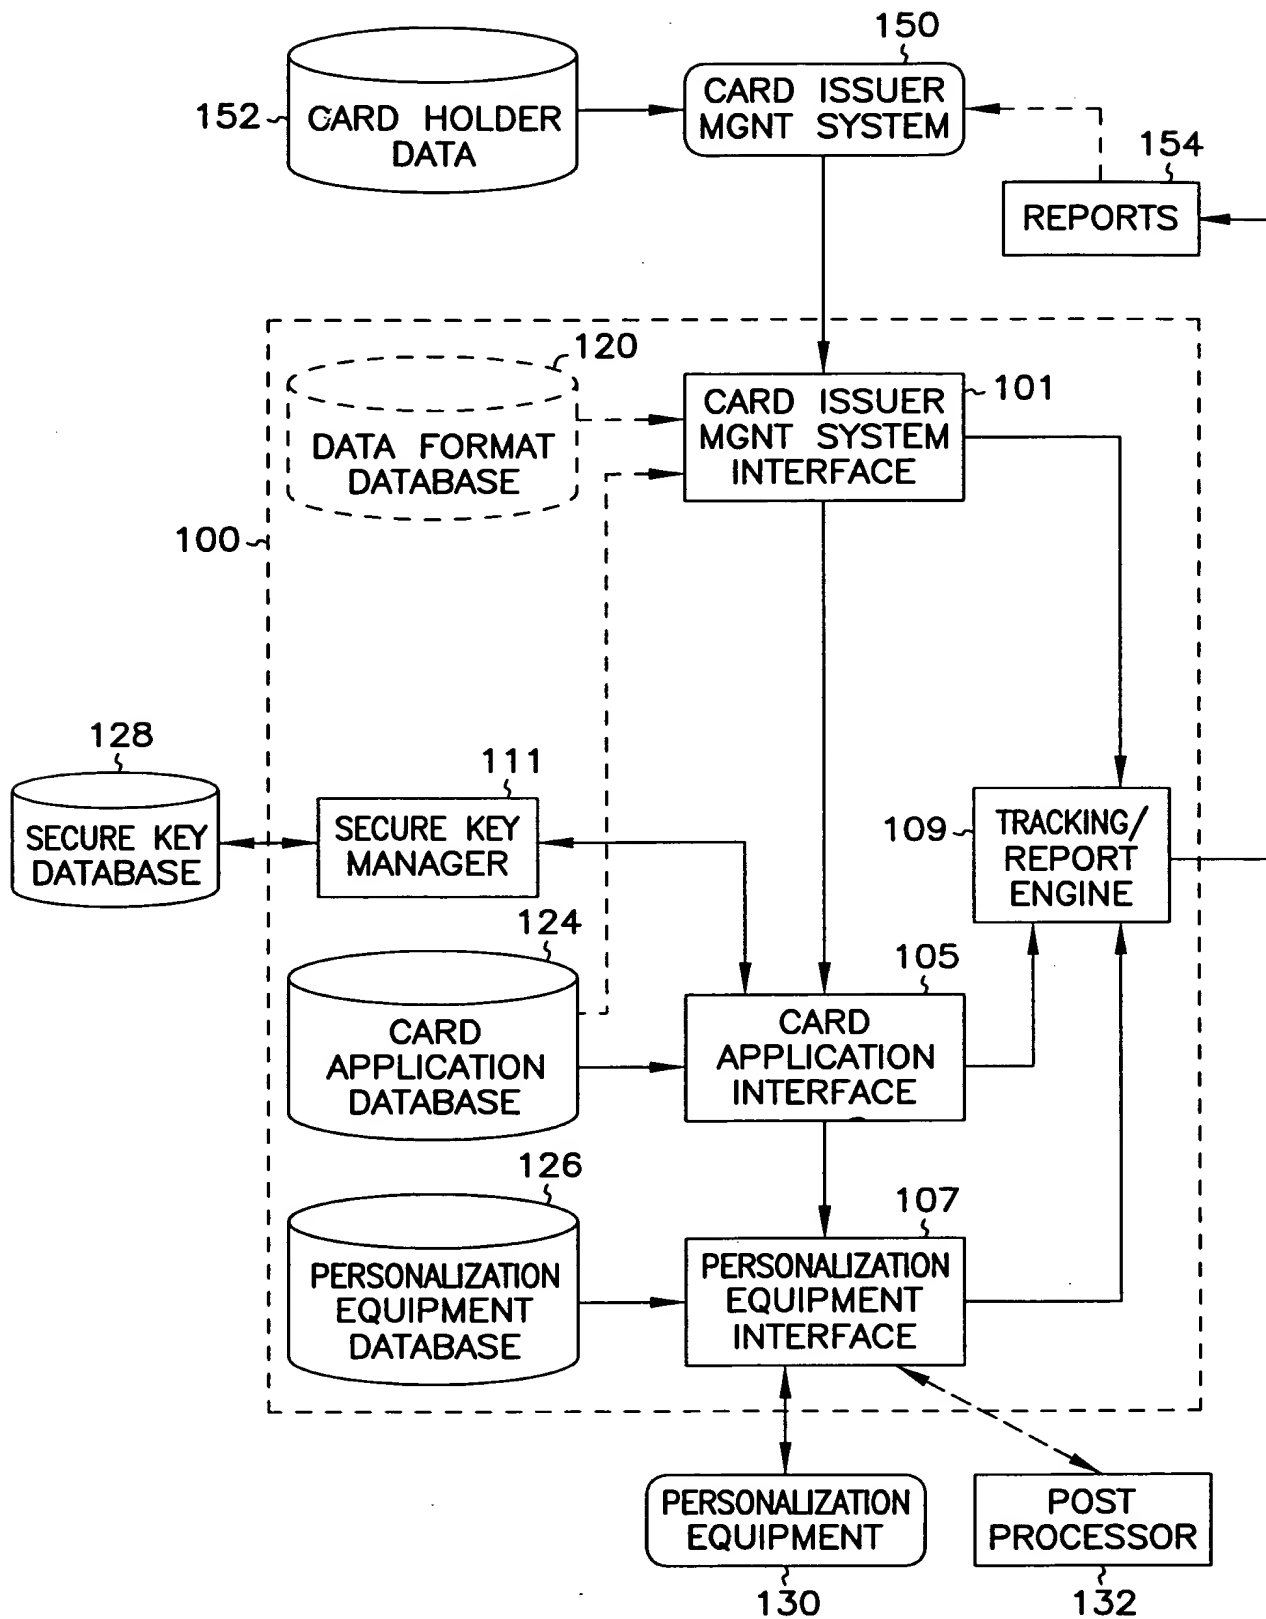 150
CARD ISSUER
MGNT SYSTEM
152
CARD HOLDER
DATA
154
REPORTS
120
DATA FORMAT
DATABASE
101
CARD ISSUER
MGNT SYSTEM
INTERFACE
100
128
SECURE KEY
DATABASE
111
SECURE KEY
MANAGER
109
TRACKING/
REPORT
ENGINE
124
CARD
APPLICATION
DATABASE
105
CARD
APPLICATION
INTERFACE
126
PERSONALIZATION
EQUIPMENT
DATABASE
107
PERSONALIZATION
EQUIPMENT
INTERFACE
PERSONALIZATION
EQUIPMENT
130
POST
PROCESSOR
132